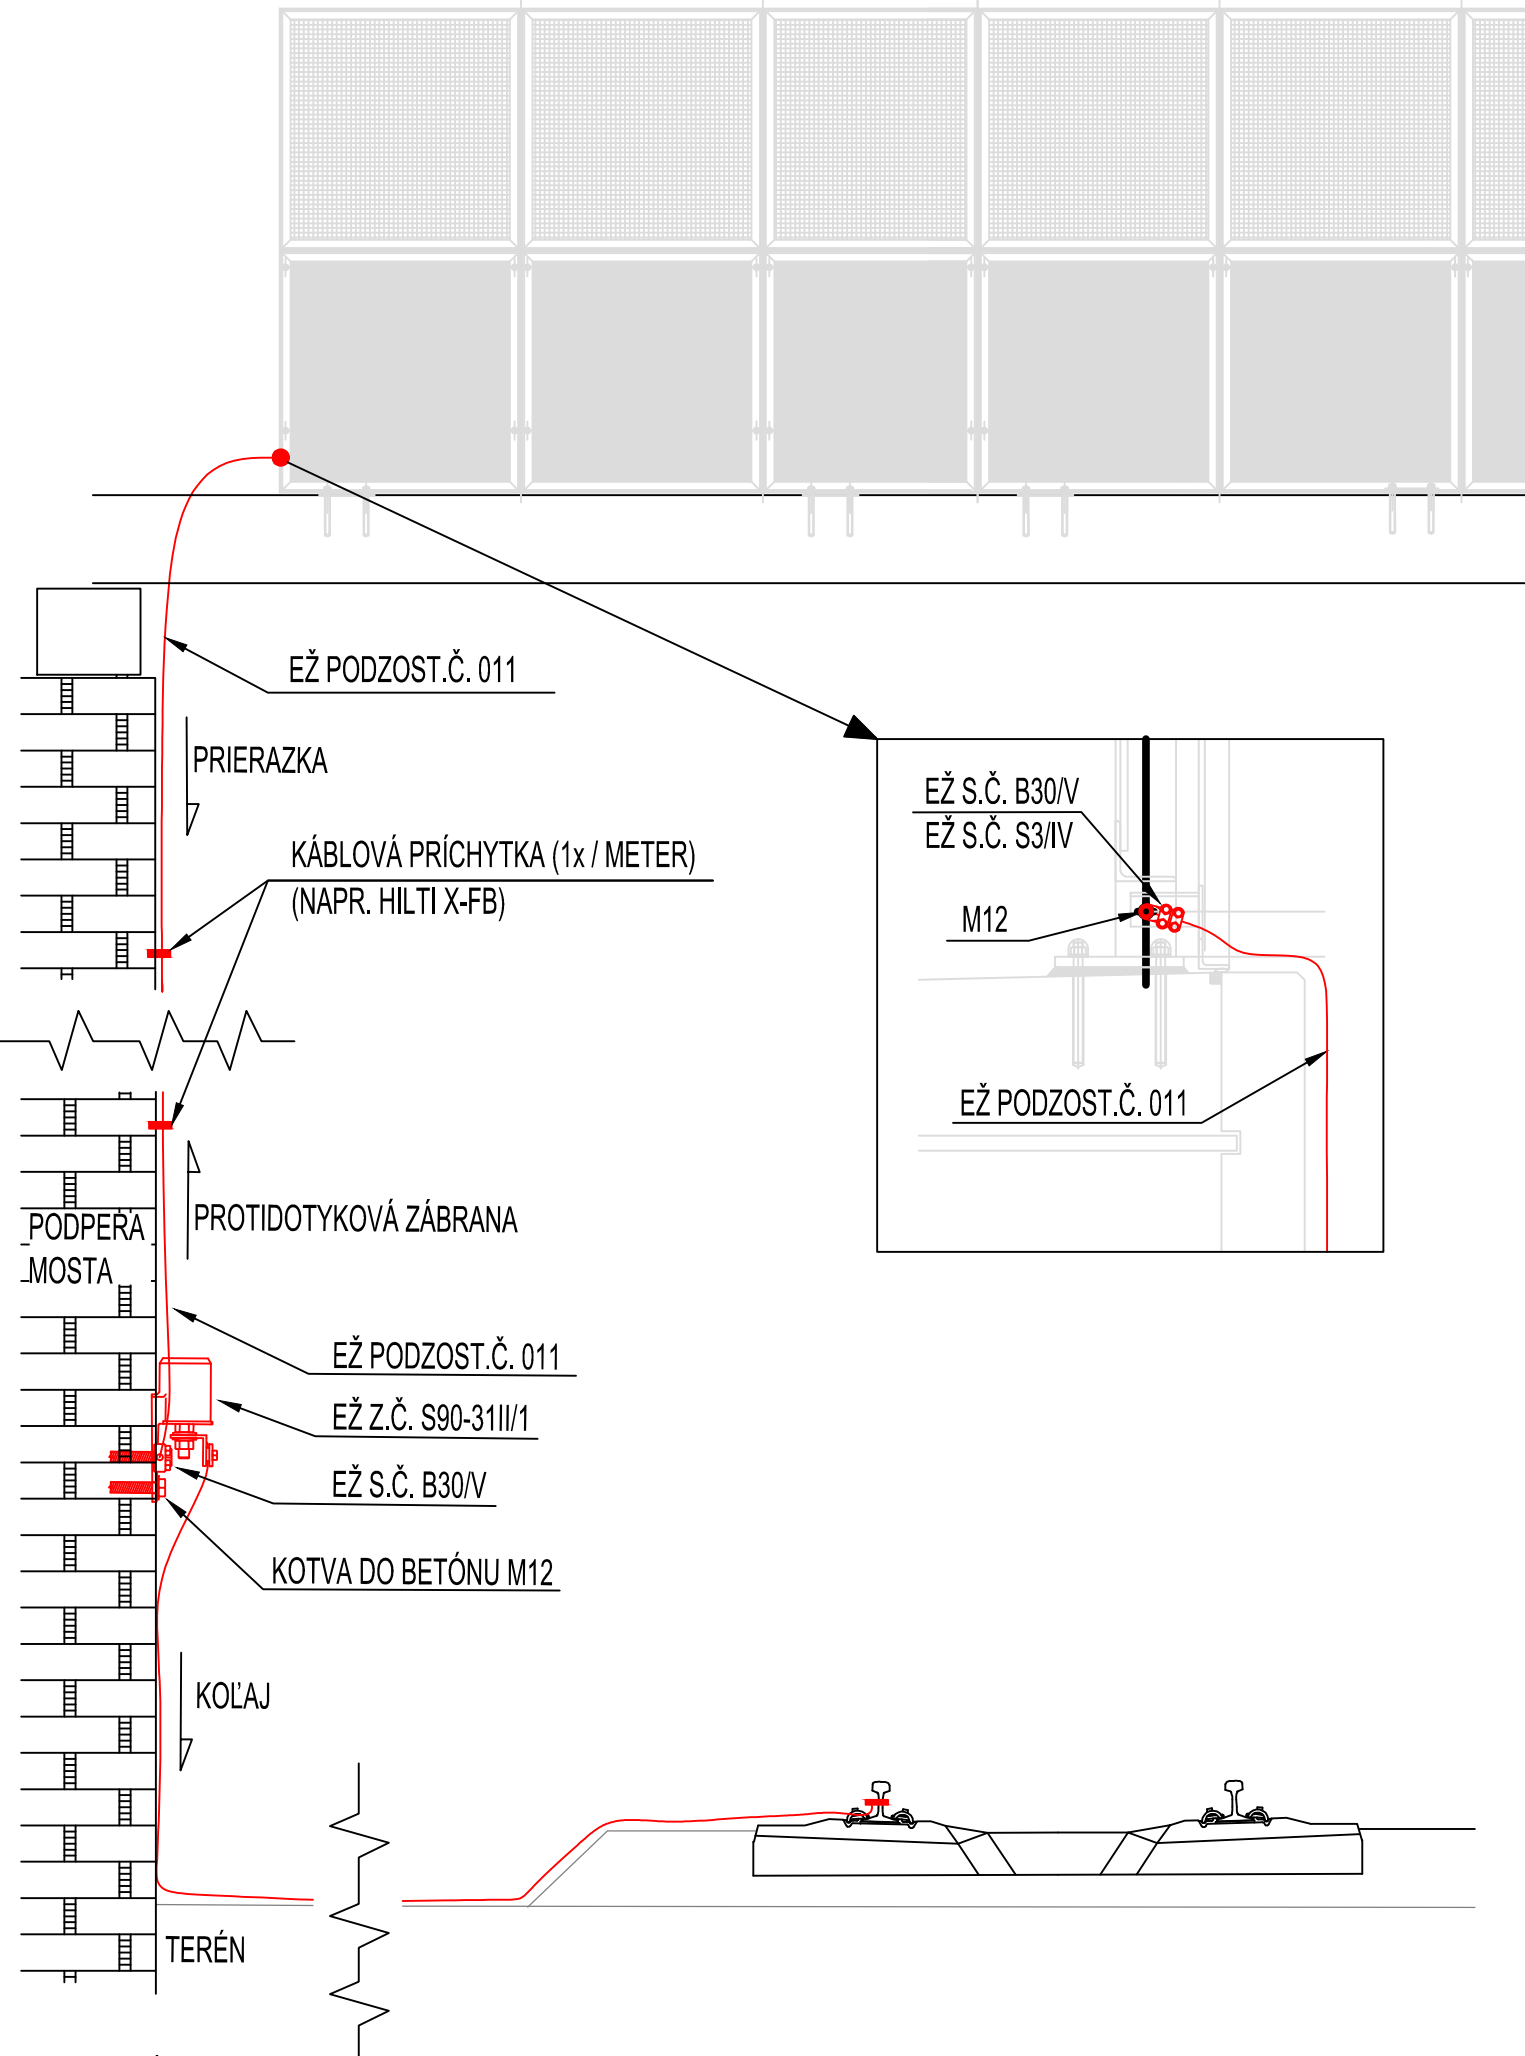 EŽ PODZOST.Č. 011
PRIERAZKA
EŽ S.Č. B30/V
EŽ S.Č. S3/IV
KÁBLOVÁ PRÍCHYTKA (1x / METER)
(NAPR. HILTI X-FB)
M12
EŽ PODZOST.Č. 011
PROTIDOTYKOVÁ ZÁBRANA
PODPERA
MOSTA
EŽ PODZOST.Č. 011
EŽ Z.Č. S90-31II/1
EŽ S.Č. B30/V
KOTVA DO BETÓNU M12
KOĽAJ
TERÉN